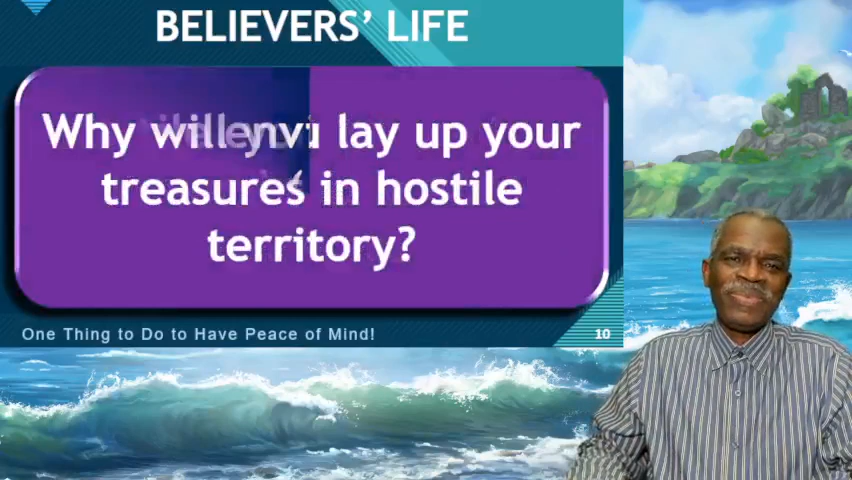 BELIEVERS’ LIFE
Why will lay up your
treasures in hostile
territory?
One Thing to Do to Have Peace of Mind!
10